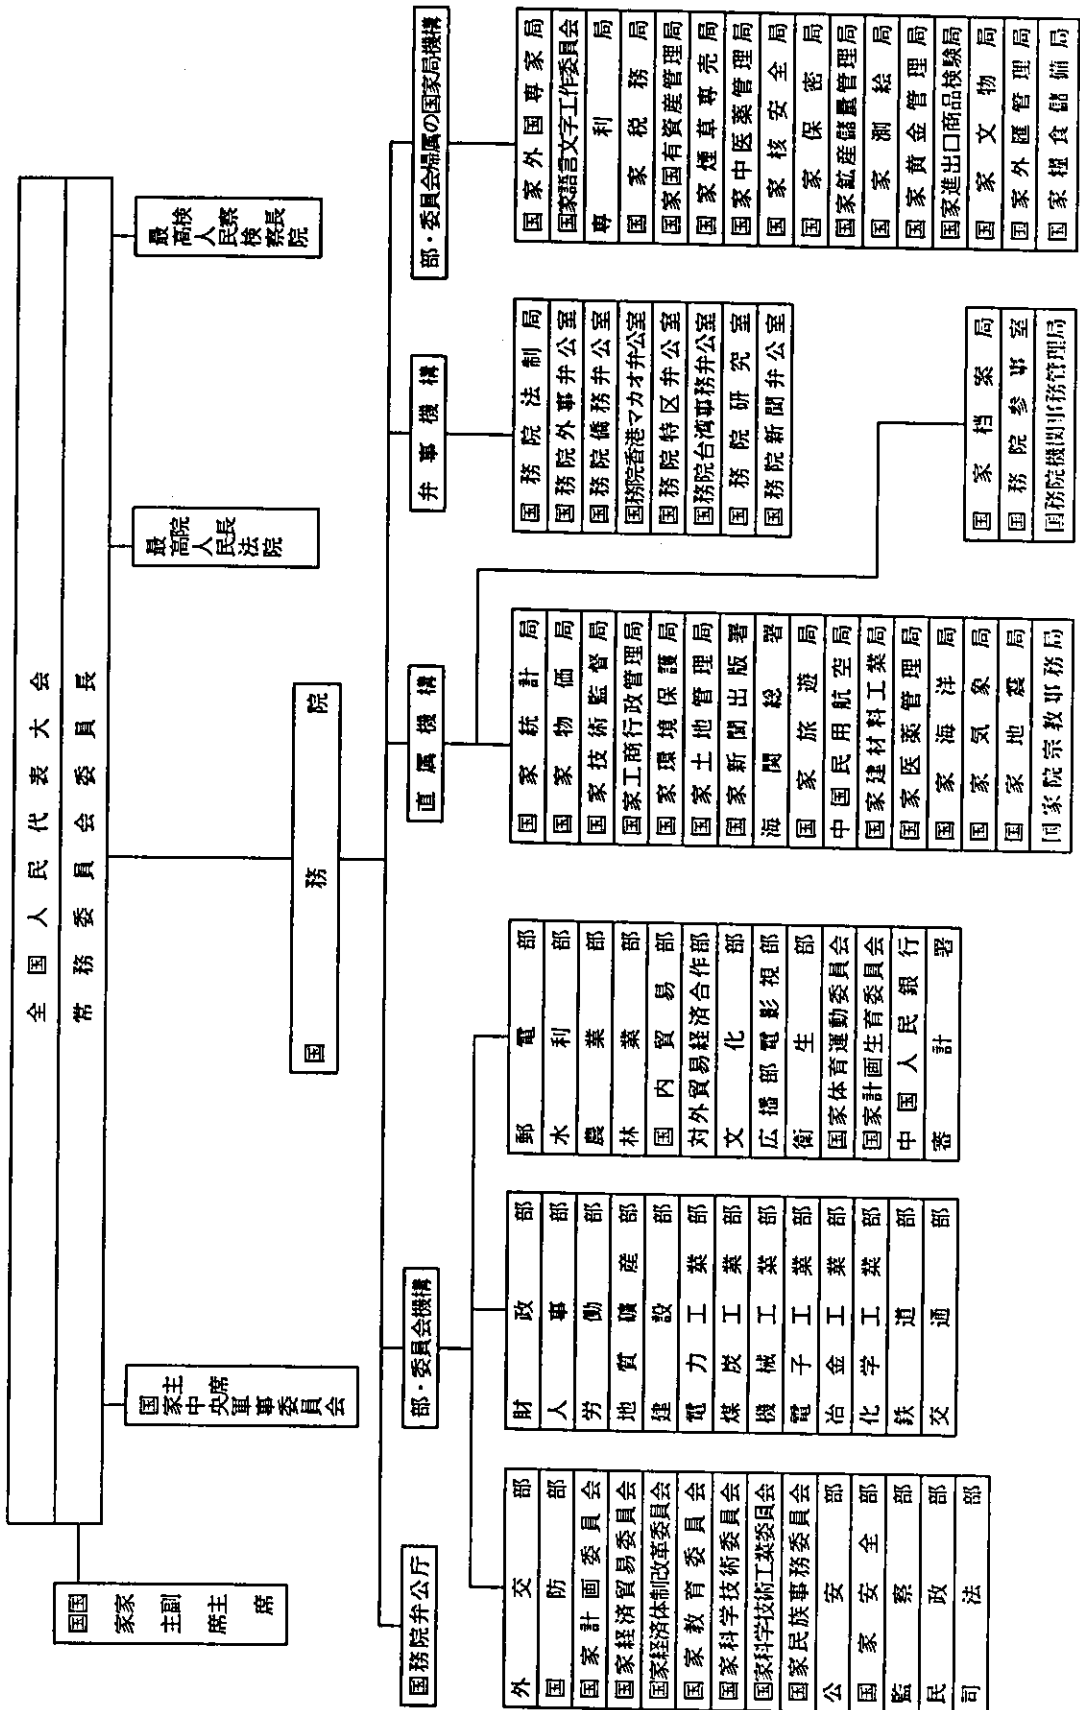 全国人民代表大会
常務委員会委員長
国家主席
国家副主席
国家中央軍事委員会
主席
最高人民法院
院長
最高人民検察院
検察長
国務院
国務院弁公庁
部・委員会機構
直属機構
弁事機構
部・委員会帰属の国家局機構
外交部
国防部
国家計画委員会
国家経済貿易委員会
国家経済体制改革委員会
国家教育委員会
国家科学技術委員会
国家科学技術工業委員会
国家民族事務委員会
公安部
国家安全部
監察部
民政部
司法部
財政部
人事部
労働部
地質礦産部
建設部
電力工業部
煤炭工業部
機械工業部
電子工業部
冶金工業部
化学工業部
鉄道部
交通部
郵電部
水利部
農業部
林業部
国内貿易部
対外貿易経済合作部
文化部
広播部電影視部
衛生部
国家体育運動委員会
国家計画生育委員会
中国人民銀行
審計署
国家統計局
国家物価局
国家技術監督局
国家工商行政管理局
国家環境保護局
国家土地管理局
国家新聞出版署
海関総署
国家旅遊局
中国民用航空局
国家建材料工業局
国家医薬管理局
国家海洋局
国家気象局
国家地震局
国家院宗教事務局
国家档案局
国務院参事室
国務院機関事務管理局
国務院法制局
国務院外事弁公室
国務院僑務弁公室
国務院香港マカオ弁公室
国務院特区弁公室
国務院台湾事務弁公室
国務院研究室
国務院新聞弁公室
国家外国専家局
国家語言文字工作委員会
専利局
国家税務局
国家国有資産管理局
国家煙草専売局
国家中医薬管理局
国家核安全局
国家保密局
国家鉱産儲量管理局
国家測絵局
国家黄金管理局
国家進出口商品検験局
国家文物局
国家外匯管理局
国家糧食儲備局